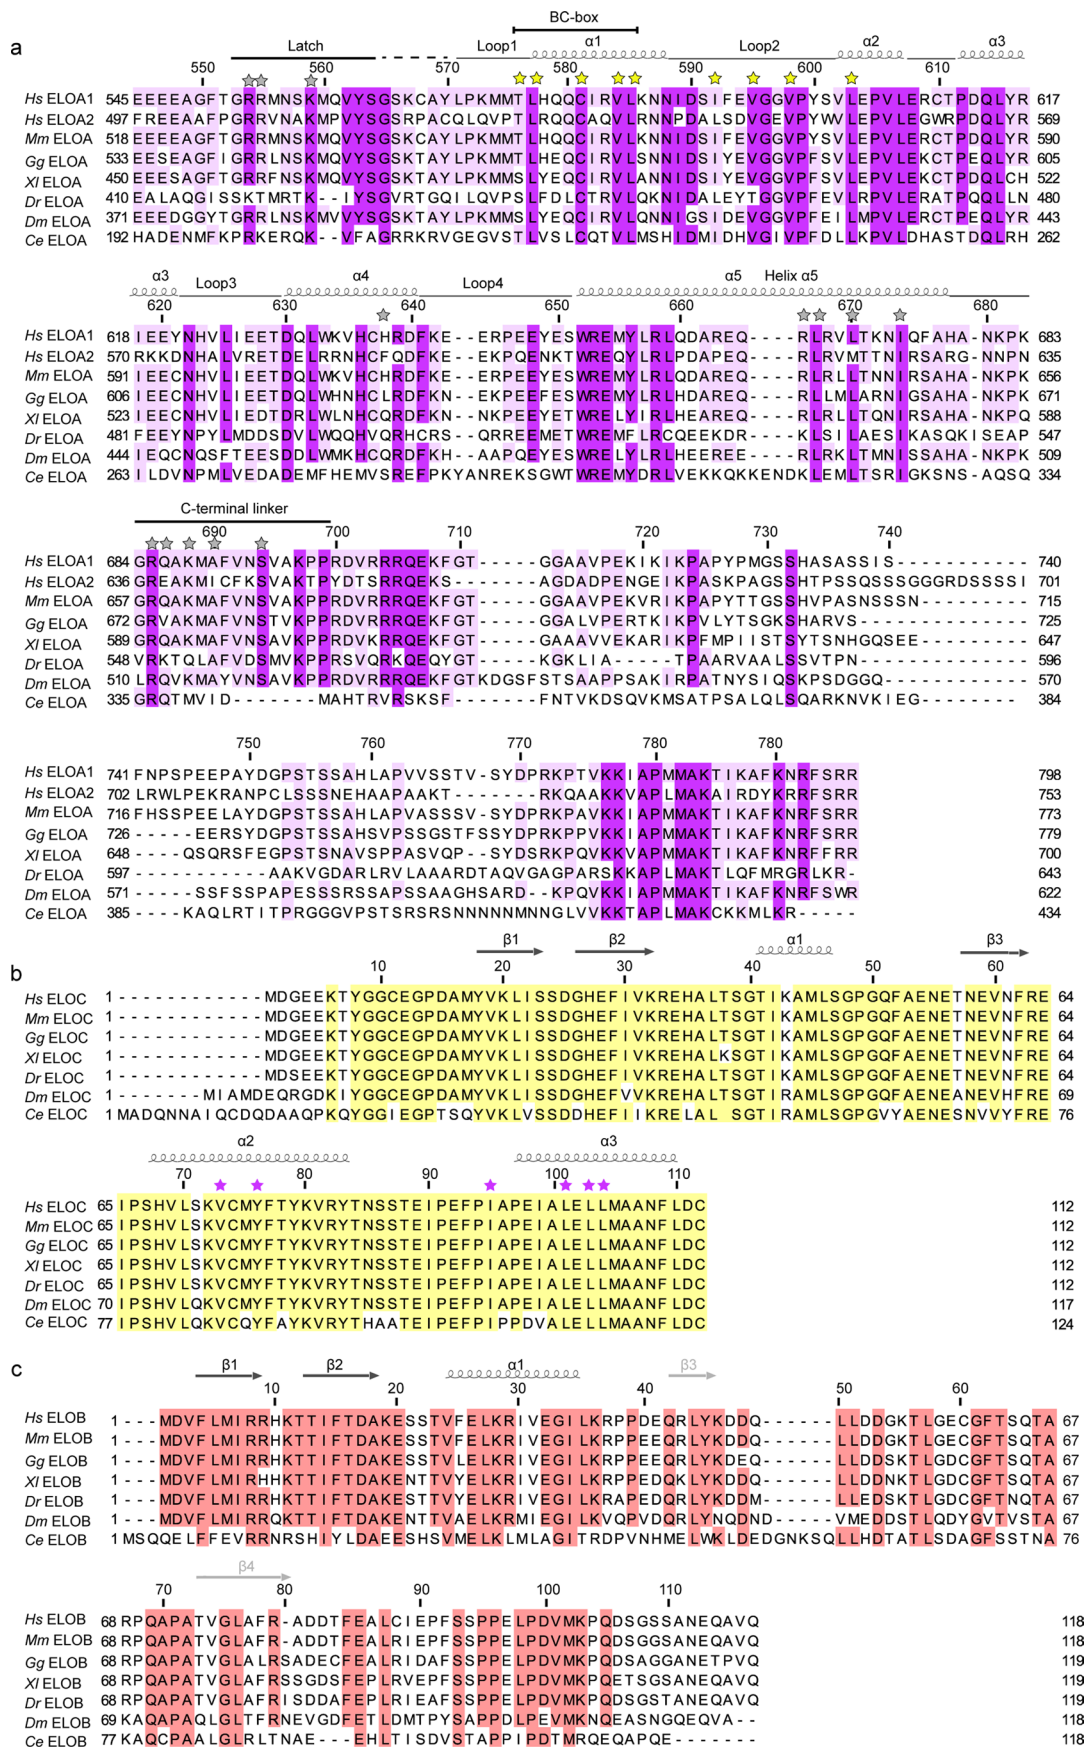 a
BC-box
Latch Loop1 α1 Loop2 α2 α3
550 560 570 580 590 600 610
Hs ELOA1 545 EEEEAGFTGRRMNSKMQVYSGSKCAYLPKMMTLHQQCIRVLKNNIDSIFEVGGVPYSVLEPVLERCTPDQLYR 617
Hs ELOA2 497 FREEAAFPGRRVNAKMPVYSGSRPACQLQVPTLRQQCAQVLRNNPDALSDVGEVPYWVLEPVLEGWRPDQLYR 569
Mm ELOA 518 EEEEAGFTGRRMNSKMQVYSGSKCAYLPKMMTLHQQCIRVLKNNIDSIFEVGGVPYSVLEPVLERCTPDQLYR 590
Gg ELOA 533 EESEAGFIGRRLNSKMQVYSGSKTAYLPKMMTLHEQCIRVLSNNIDSIYEVGGVPFSVLEPVLEKCTPEQLYR 605
Xl ELOA 450 EEESAGFTGRRFNSKMQVYSGSKTAYLPKMMSLYEQCIRVLANNIDSIYEVGGVPFSVLEPVLEKCTPDQLCH 522
Dr ELOA 410 EALAQGISSKTMRTK--IYSGVRTGQILQVPSLFDLCTRVLQKNIDALEYTGGVPFEVLRPVLERATPQQLLN 480
Dm ELOA 371 EEEDGGYTGRRLNSKMVVYSGSKTAYLPKMMSLYEQCIRVLQNNIGSIDEVGGVPFEILMPVLERCTPEQLYR 443
Ce ELOA 192 HADENMFKPRKERQK--VFAGRRKRVGEGVSTLVSLCQTVLMSHIDMIDHVGIVPFDLLKPVLDHASTDQLRH 262
α3 Loop3 α4 Loop4 α5 Helix α5
620 630 640 650 660 670 680
Hs ELOA1 618 IEEYNHVLIEETDQLWKVHCHRDFKE--ERPEEYESWREMYLRLQDAREQ----RLRVLTKNIQFAHA-NKPK 683
Hs ELOA2 570 RKKDNHALVRETDELRRNHCFQDFKE--EKPQENKTWREQYLRLPDAPEQ----RLRVMTTNIRSARG-NNPN 635
Mm ELOA 591 IEECNHVLIEETDQLWKVHCHRDFKE--ERPEEYESWREMYLRLQDAREQ----RLRLLTNNIRSAHA-NKPK 656
Gg ELOA 606 IEECNHVLIEETDQLWHNHCLRDFKN--EKPEEFESWREMYLRLHDAREQ----RLLMLARNIGSAHA-NKPK 671
Xl ELOA 523 IEECNHVLIEDTDRLWLNHCQRDFKN--NKPEEYETWRELYIRLHEAREQ----RLRLLTQNIRSAHA-NKPQ 588
Dr ELOA 481 FEEYNPYLMDDSDVLWQQHVQRHCRS--QRREEMETWREMFLRCQEEKDR----KLSILAESIKASQKISEAP 547
Dm ELOA 444 IEQCNQSFTEESDDLWMKHCQKDFKH--AAPQEYESWRELYLRLHEEREE----RLRKLTMNISSAHA-NKPK 509
Ce ELOA 263 ILDVNPMLVEDADEMFHEMVSREFPKYANREKSGWTWREMYDRLVEKKQKKENDKLEMLTSRIGKSNS-AQSQ 334
C-terminal linker
690 700 710 720 730 740
Hs ELOA1 684 GRQAKMAFVNSVAKPPRDVRRRQEKFGT-----GGAAVPEKIKIKPAPYPMGSSHASASSIS----------- 740
Hs ELOA2 636 GREAKMICFKSVAKTPYDTSRRQEKS-------AGDADPENGEIKPASKPAGSSHTPSSQSSSGGGRDSSSSI 701
Mm ELOA 657 GRQAKMAFVNSVAKPPRDVRRRQEKFGT-----GGAAVPEKVRIKPAPYTTGSSHVPASNSSSN--------- 715
Gg ELOA 672 GRVAKMAFVNSTVKPPRDVRRRQEKFGT-----GGALVPERTKIKPVLYTSGKSHARVS-------------- 725
Xl ELOA 589 GRQAKMAFVNSVAKPPRDVRRRQEKFGT-----GAAAVVEKARIKPFMPIISTSYTSNHGQSEE--------- 647
Dr ELOA 548 VRKTQLAFVDSMVKPPRSVQRKQEQYGT-----KGKLIA-----TPAARVAALSSVTPN-------------- 596
Dm ELOA 510 LRQVKMAYVNSAVKPPRDVRRRQEKFGTKDGSFSTSAAPPSAKIRPATNYSIQSKPSDGGQ------------ 570
Ce ELOA 335 GRQTMVID-------MAHTRVRSKSF-------FNTVKDSQVKMSATPSALQLSQARKNVKIEG--------- 384
750 760 770 780 780
Hs ELOA1 741 FNPSPEEPAYDGPSTSSAHLAPVVSSTV-SYDPRKPTVKKIAPMMAKTIKAFKNRFSRR 798
Hs ELOA2 702 LRWLPEKRANPCLSSSNEHAAPAAKT-------RKQAAKKVAPLMAKAIRDYKRRFSRR 753
Mm ELOA 716 FHSSPEELAYDGPSTSSAHLAPVASSSV-SYDPRKPAVKKIAPMMAKTIKAFKNRFSRR 773
Gg ELOA 726 -----EERSYDGPSTSSAHSVPSSGSTFSSYDPRKPPVKKIAPMMAKTIKAFKNRFSRR 779
Xl ELOA 648 ----QSQRSFEGPSTSNAVSPPASVQP--SYDSRKPQVKKVAPMMAKTIKAFKNRFFRR 700
Dr ELOA 597 -----------AAKVGDARLRVLAAARDTAQVGAGPARSKKAPLMAKTLQFMRGRLKR- 643
Dm ELOA 571 -----SSFSSPAPESSSRSSAPSSAAGHSARD--KPQVKKIAPMMAKTIKAFKNRFSWR 622
Ce ELOA 385 ----KAQLRTITPRGGGVPSTSRSRSNNNNNMNNGLVVKKTAPLMAKCKKMLKR----- 434
b
β1 β2 α1 β3
10 20 30 40 50 60
Hs ELOC 1 ------------MDGEEKTYGGCEGPDAMYVKLISSDGHEFIVKREHALTSGTIKAMLSGPGQFAENETNEVNFRE 64
Mm ELOC 1 ------------MDGEEKTYGGCEGPDAMYVKLISSDGHEFIVKREHALTSGTIKAMLSGPGQFAENETNEVNFRE 64
Gg ELOC 1 ------------MDGEEKTYGGCEGPDAMYVKLISSDGHEFIVKREHALTSGTIKAMLSGPGQFAENETNEVNFRE 64
Xl ELOC 1 ------------MDGEEKTYGGCEGPDAMYVKLISSDGHEFIVKREHALKSGTIKAMLSGPGQFAENETNEVNFRE 64
Dr ELOC 1 ------------MDSEEKTYGGCEGPDAMYVKLISSDGHEFIVKREHALTSGTIKAMLSGPGQFAENETNEVNFRE 64
Dm ELOC 1 -------MIAMDEQRGDKIYGGCEGPDAMYVKLISSDGHEFVVKREHALTSGTIRAMLSGPGQFAENEANEVHFRE 69
Ce ELOC 1 MADQNNAIQCDQDAAQPKQYGGIEGPTSQYVKLVSSDDHEFIIKRELAL SGTIRAMLSGPGVYAENESNVVYFRE 76
α2 α3
70 80 90 100 110
Hs ELOC 65 IPSHVLSKVCMYFTYKVRYTNSSTEIPEFPIAPEIALELLMAANFLDC 112
Mm ELOC 65 IPSHVLSKVCMYFTYKVRYTNSSTEIPEFPIAPEIALELLMAANFLDC 112
Gg ELOC 65 IPSHVLSKVCMYFTYKVRYTNSSTEIPEFPIAPEIALELLMAANFLDC 112
Xl ELOC 65 IPSHVLSKVCMYFTYKVRYTNSSTEIPEFPIAPEIALELLMAANFLDC 112
Dr ELOC 65 IPSHVLSKVCMYFTYKVRYTNSSTEIPEFPIAPEIALELLMAANFLDC 112
Dm ELOC 70 IPSHVLQKVCMYFTYKVRYTNSSTEIPEFPIAPEIALELLMAANFLDC 117
Ce ELOC 77 IPSHVLQKVCQYFAYKVRYTHAATEIPEFPIPPDVALELLMAANFLDC 124
c
β1 β2 α1 β3
10 20 30 40 50 60
Hs ELOB 1 ---MDVFLMIRRHKTTIFTDAKESSTVFELKRIVEGILKRPPDEQRLYKDDQ------LLDDGKTLGECGFTSQTA 67
Mm ELOB 1 ---MDVFLMIRRHKTTIFTDAKESSTVFELKRIVEGILKRPPEEQRLYKDDQ------LLDDGKTLGECGFTSQTA 67
Gg ELOB 1 ---MDVFLMIRRHKTTIFTDAKESSTVLELKRIVEGILKRPPEDQRLYKDEQ------LLDDSKTLGDCGFTSQTA 67
Xl ELOB 1 ---MDVFLMIRHHKTTIFTDAKENTTVYELKRIVEGILKRPPEDQKLYKDDQ------LLDDNKTLGDCGFTSQTA 67
Dr ELOB 1 ---MDVFLMIRRHKTTIFTDAKESSTVYELKRIVEGILKRAPEDQRLYKDDM------LLEDSKTLGDCGFTNQTA 67
Dm ELOB 1 ---MDVFLMIRRQKTTIFTDAKENTTVAELKRMIEGILKVQPVDQRLYNQDND-----VMEDDSTLQDYGVTVSTA 67
Ce ELOB 1 MSQQELFFEVRRNRSHIYLDAEESHSVMELKLMLAGITRDPVNHMELWKLDEDGNKSQLLHDTATLSDAGFSSTNA 76
β4
70 80 90 100 110
Hs ELOB 68 RPQAPATVGLAFR-ADDTFEALCIEPFSSPPELPDVMKPQDSGSSANEQAVQ 118
Mm ELOB 68 RPQAPATVGLAFR-ADDTFEALRIEPFSSPPELPDVMKPQDSGGSANEQAVQ 118
Gg ELOB 68 RPQAPATVGLALRSADECFEALRIDAFSSPPELPDVMKPQDSAGGANETPVQ 119
Xl ELOB 68 RPQAPATVGLAFRSSGDSFEPLRVEPFSSPPELPDVMKPQETSGSANEQAVQ 119
Dr ELOB 68 RPQAPATVGLAFRISDDAFEPLRIEAFSSPPELPDVMKPQDSGSTANEQAVQ 119
Dm ELOB 69 KAQAPAQLGLTFRNEVGDFETLDMTPYSAPPDLPEVMKNQEASNGQEQVA-- 118
Ce ELOB 77 KAQCPAALGLRLTNAE---EHLTISDVSTAPPIPDTMRQEQAPQE------- 118